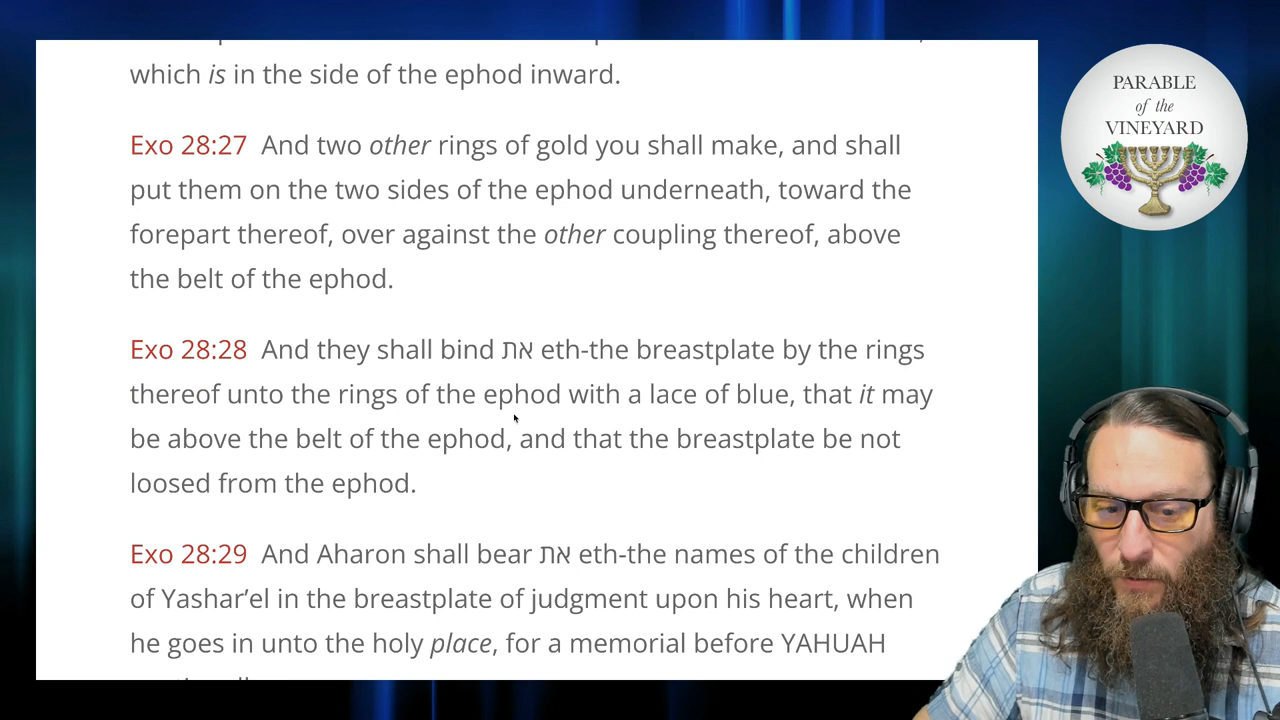 which is in the side of the ephod inward.
Exo 28:27 And two other rings of gold you shall make, and shall
put them on the two sides of the ephod underneath, toward the
forepart thereof, over against the other coupling thereof, above
the belt of the ephod.
Exo 28:28 And they shall bind את eth-the breastplate by the rings
thereof unto the rings of the ephod with a lace of blue, that it may
be above the belt of the ephod, and that the breastplate be not
loosed from the ephod.
Exo 28:29 And Aharon shall bear את eth-the names of the children
of Yashar’el in the breastplate of judgment upon his heart, when
he goes in unto the holy place, for a memorial before YAHUAH
PARABLE
of the
VINEYARD